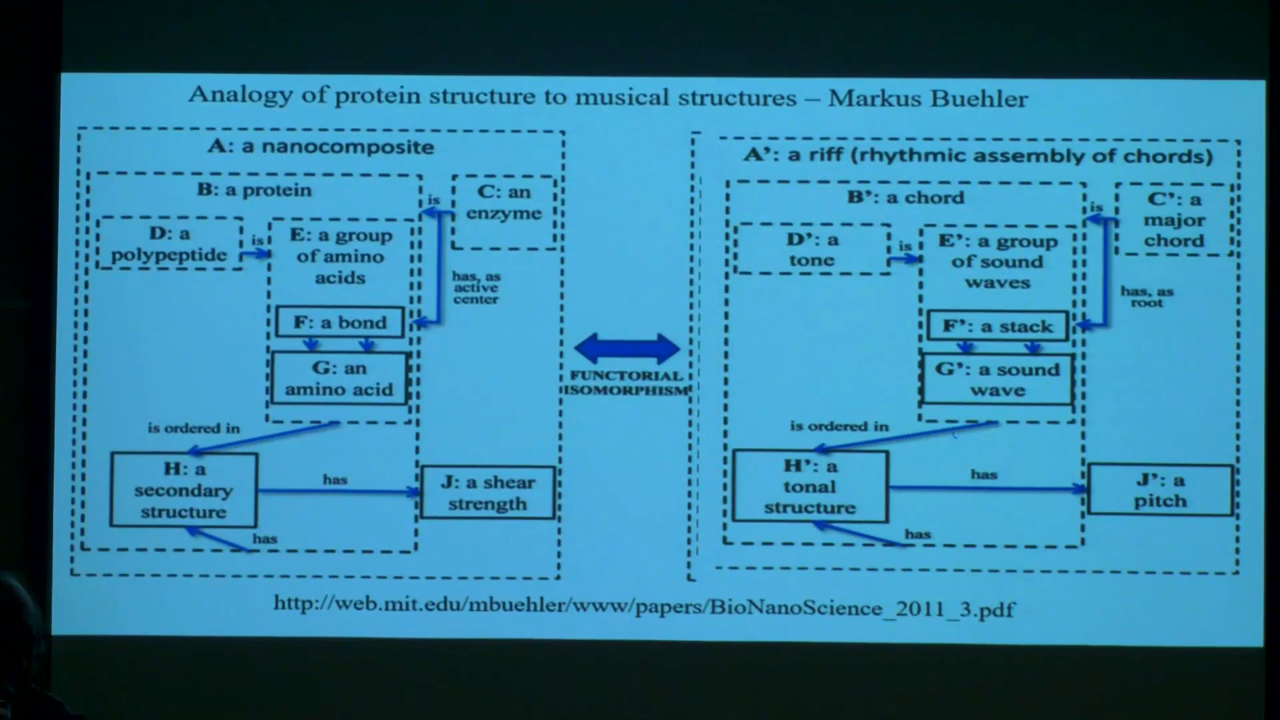 Analogy of protein structure to musical structures – Markus Buehler
A: a nanocomposite
B: a protein
is
C: an
enzyme
D: a
polypeptide
is
E: a group
of amino
acids
has, as
active
center
F: a bond
G: an
amino acid
is ordered in
H: a
secondary
structure
has
J: a shear
strength
has
FUNCTORIAL
ISOMORPHISM
A’: a riff (rhythmic assembly of chords)
B’: a chord
is
C’: a
major
chord
D’: a
tone
is
E’: a group
of sound
waves
has, as
root
F’: a stack
G’: a sound
wave
is ordered in
H’: a
tonal
structure
has
J’: a
pitch
has
http://web.mit.edu/mbuehler/www/papers/BioNanoScience_2011_3.pdf